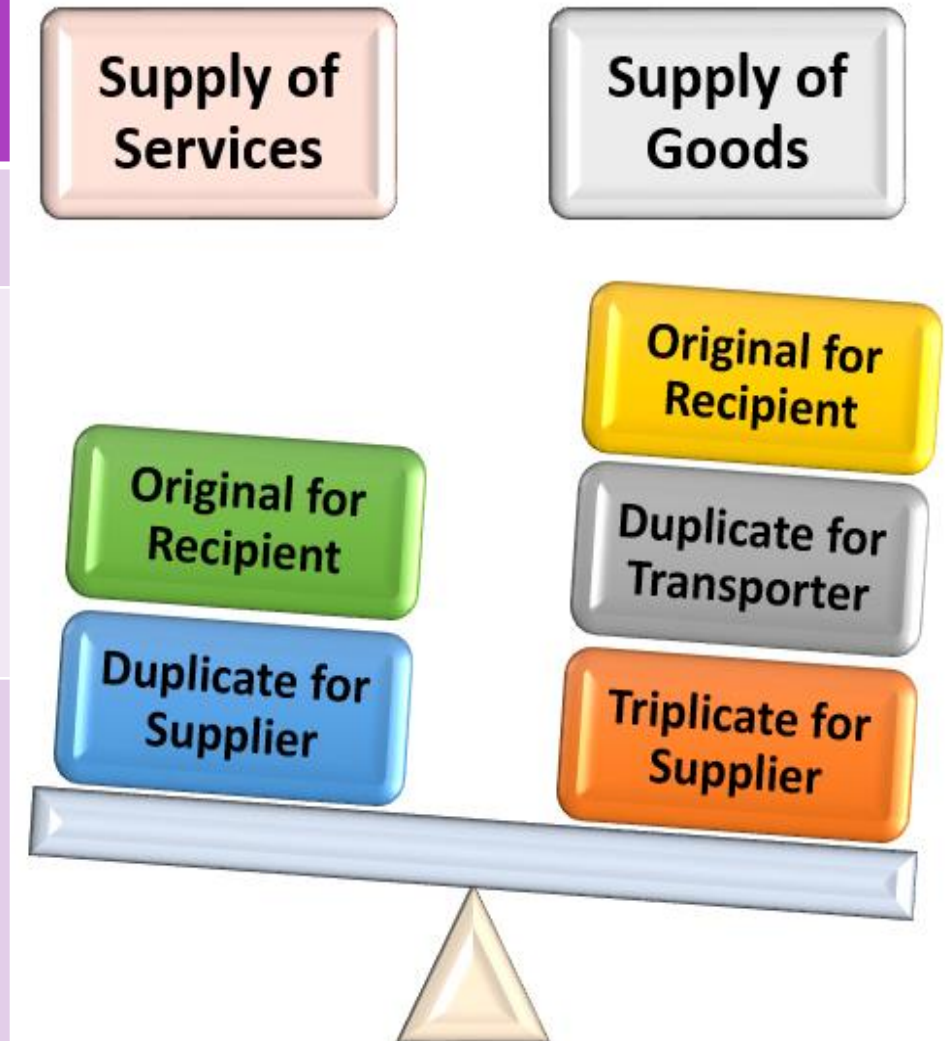 Supply of
Services
Supply of
Goods
Original for
Recipient
Duplicate for
Supplier
Original for
Recipient
Duplicate for
Transporter
Triplicate for
Supplier